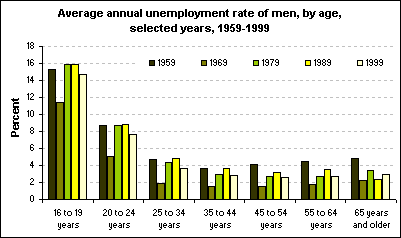 Average annual unemployment rate of men, by age,
selected years, 1959-1999
18
16
14
12
10
8
6
4
2
0
Percent
1959 1969 1979 1989 1999
16 to 19 years
20 to 24 years
25 to 34 years
35 to 44 years
45 to 54 years
55 to 64 years
65 years and older